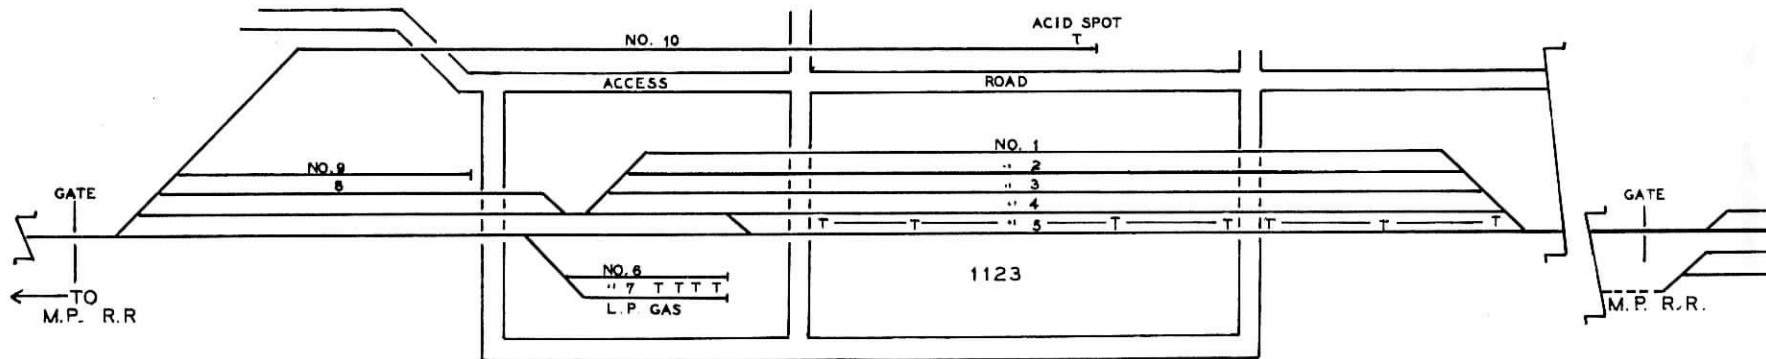 ACID SPOT
T
NO. 10
ACCESS ROAD
NO. 1
" 2
" 3
" 4
" 5
T T T T T T T
NO. 9
8
GATE
GATE
NO. 6
" 7 T T T T
L.P. GAS
1123
TO
M.P. R.R
M.P. R.R.